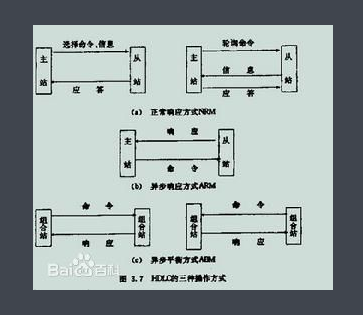 选择命令、信息 轮询命令
主站 从站 主站 信息 从站
应答 应答
(a) 正常响应方式NRM
响应
主站 从站
命令
(b) 异步响应方式ARM
命令 命令
组合站 组合站 组合站 组合站
响应 响应
(c) 异步平衡方式ABM
Bai百科
图 3.7 HDLC的三种操作方式